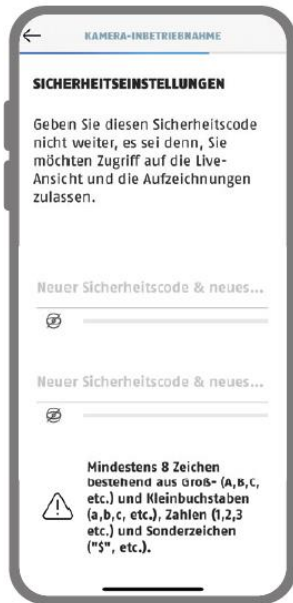 KAMERA-INBETRIEBNAHME
SICHERHEITSEINSTELLUNGEN
Geben Sie diesen Sicherheitscode
nicht weiter, es sei denn, Sie
möchten Zugriff auf die Live-
Ansicht und die Aufzeichnungen
zulassen.
Neuer Sicherheitscode & neues...
Neuer Sicherheitscode & neues...
Mindestens 8 Zeichen
bestehend aus Groß- (A,B,C,
etc.) und Kleinbuchstaben
(a,b,c, etc.), Zahlen (1,2,3
etc.) und Sonderzeichen
("$", etc.).